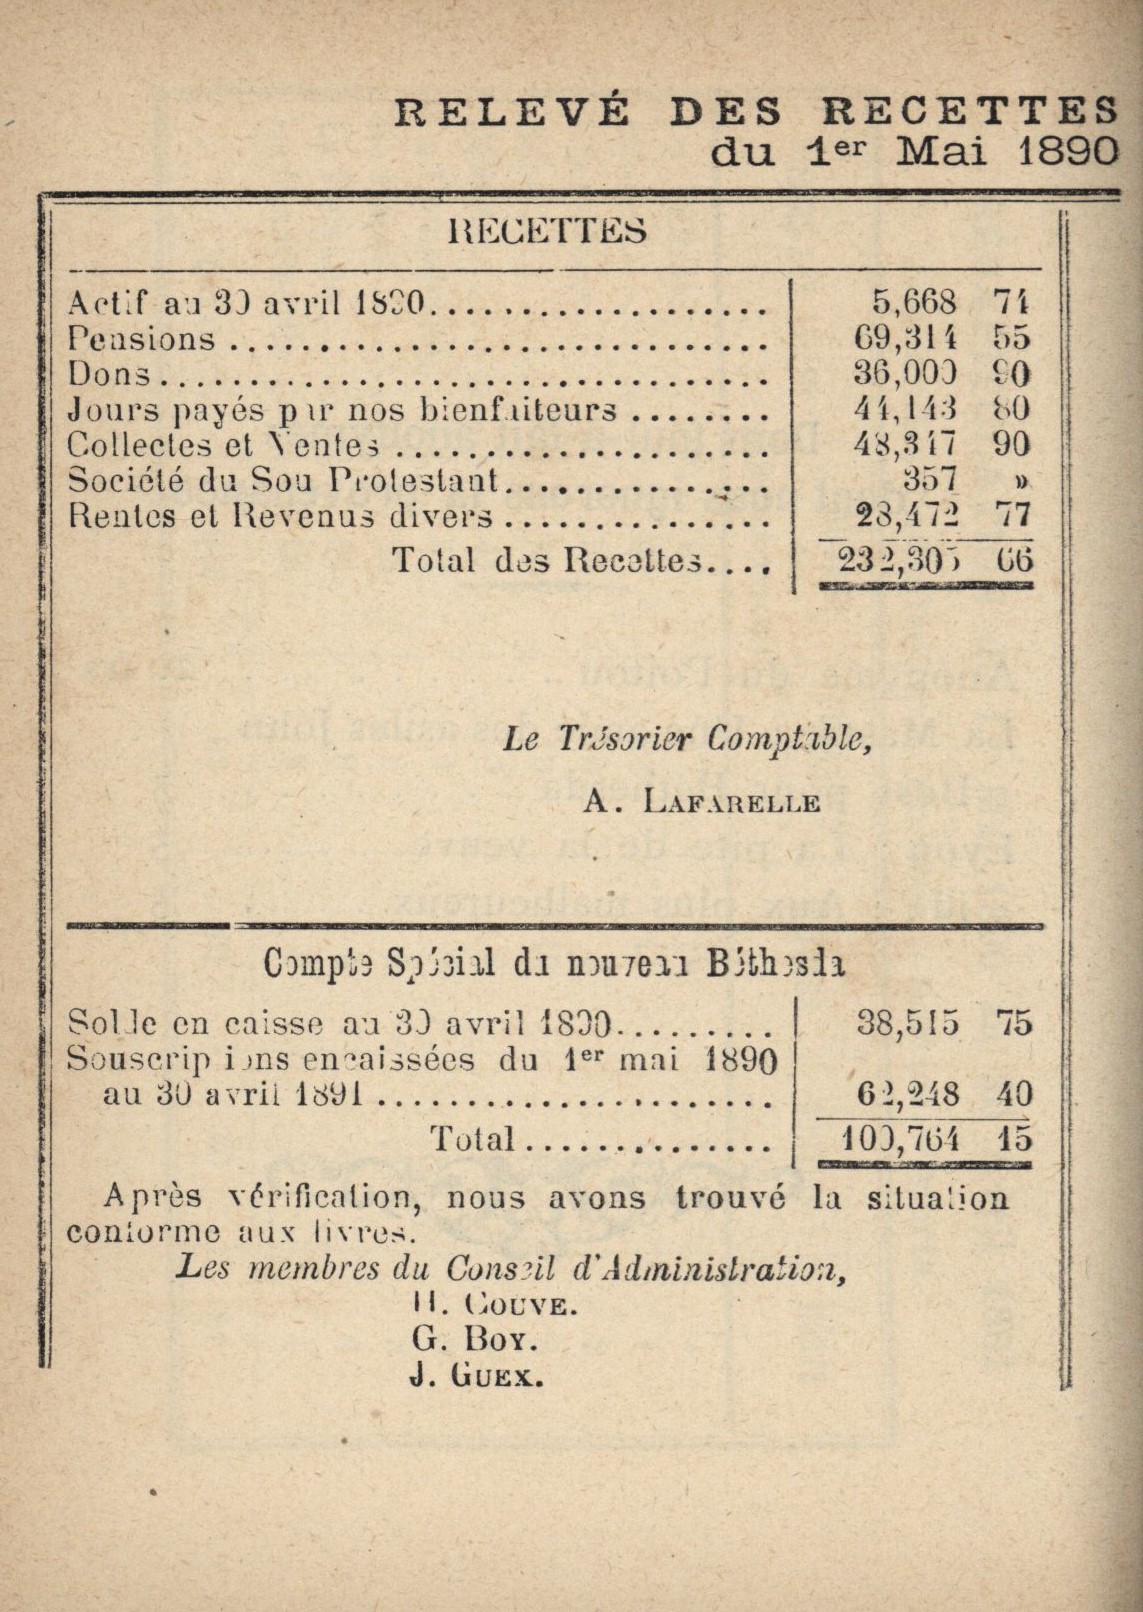 RELEVÉ DES RECETTES
du 1er Mai 1890
RECETTES
Actif au 30 avril 1890.................... 5,668 74
Pensions .............................. 69,314 55
Dons.................................. 36,000 90
Jours payés par nos bienfaiteurs ........ 44,143 80
Collectes et Ventes ..................... 48,347 90
Société du Sou Protestant............... 357 »
Rentes et Revenus divers ............... 28,472 77
Total des Recettes.... 232,305 66
Le Trésorier Comptable,
A. LAFARELLE
Compte Spécial du nouveau Béthesda
Solde en caisse au 30 avril 1890......... 38,515 75
Souscriptions encaissées du 1er mai 1890
au 30 avril 1891 ...................... 62,248 40
Total.............. 100,764 15
Après vérification, nous avons trouvé la situation
conforme aux livres.
Les membres du Conseil d'Administration,
H. COUVE.
G. BOY.
J. GUEX.